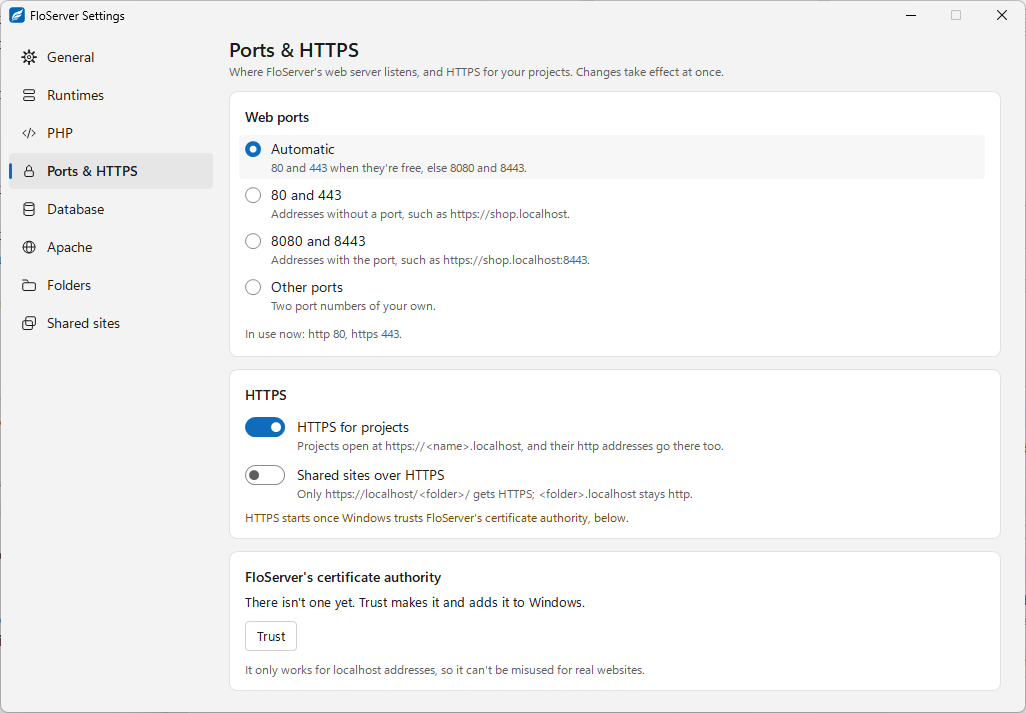 FloServer Settings
General
Runtimes
PHP
Ports & HTTPS
Database
Apache
Folders
Shared sites
Ports & HTTPS
Where FloServer's web server listens, and HTTPS for your projects. Changes take effect at once.
Web ports
Automatic
80 and 443 when they're free, else 8080 and 8443.
80 and 443
Addresses without a port, such as https://shop.localhost.
8080 and 8443
Addresses with the port, such as https://shop.localhost:8443.
Other ports
Two port numbers of your own.
In use now: http 80, https 443.
HTTPS
HTTPS for projects
Projects open at https://<name>.localhost, and their http addresses go there too.
Shared sites over HTTPS
Only https://localhost/<folder>/ gets HTTPS; <folder>.localhost stays http.
HTTPS starts once Windows trusts FloServer's certificate authority, below.
FloServer's certificate authority
There isn't one yet. Trust makes it and adds it to Windows.
Trust
It only works for localhost addresses, so it can't be misused for real websites.